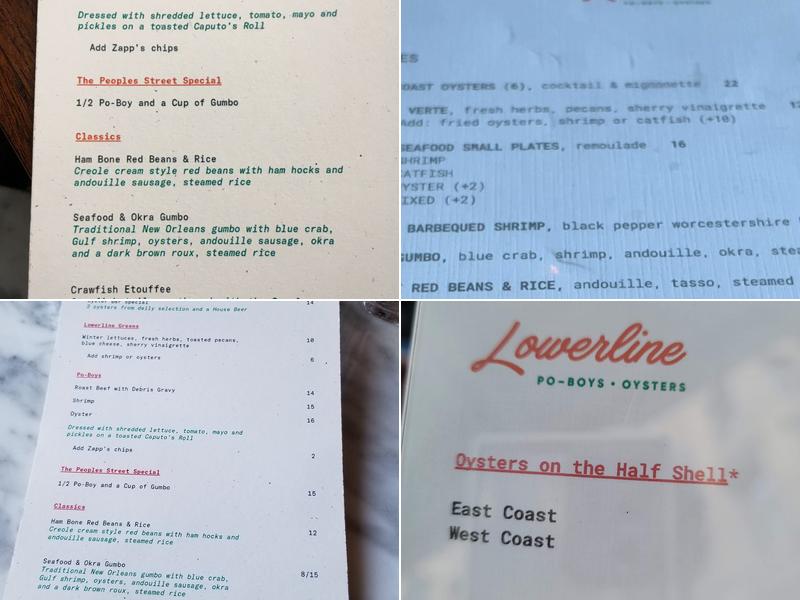 Dressed with shredded lettuce, tomato, mayo and
pickles on a toasted Caputo's Roll
Add Zapp's chips
The Peoples Street Special
1/2 Po-Boy and a Cup of Gumbo
Classics
Ham Bone Red Beans & Rice
Creole cream style red beans with ham hocks and
andouille sausage, steamed rice
Seafood & Okra Gumbo
Traditional New Orleans gumbo with blue crab,
Gulf shrimp, oysters, andouille sausage, okra
and a dark brown roux, steamed rice
Crawfish Etouffee
OAST OYSTERS (6), cocktail & mignonette 22
VERTE, fresh herbs, pecans, sherry vinaigrette
Add: fried oysters, shrimp or catfish (+10)
SEAFOOD SMALL PLATES, remoulade 16
SHRIMP
CATFISH
YSTER (+2)
IXED (+2)
BARBEQUED SHRIMP, black pepper worcestershire
GUMBO, blue crab, shrimp, andouille, okra, stea
RED BEANS & RICE, andouille, tasso, steamed
14
2 oysters from daily selection and a House Beer
Lowerline Greens
Winter lettuces, fresh herbs, toasted pecans, 10
blue cheese, sherry vinaigrette
Add shrimp or oysters 6
Po-Boys
Roast Beef with Debris Gravy 14
Shrimp 15
Oyster 16
Dressed with shredded lettuce, tomato, mayo and
pickles on a toasted Caputo's Roll
Add Zapp's chips 2
The Peoples Street Special
1/2 Po-Boy and a Cup of Gumbo 15
Classics
Ham Bone Red Beans & Rice 12
Creole cream style red beans with ham hocks and
andouille sausage, steamed rice
Seafood & Okra Gumbo 8/15
Traditional New Orleans gumbo with blue crab,
Gulf shrimp, oysters, andouille sausage, okra
and a dark brown roux, steamed rice
Lowerline
PO-BOYS • OYSTERS
Oysters on the Half Shell*
East Coast
West Coast